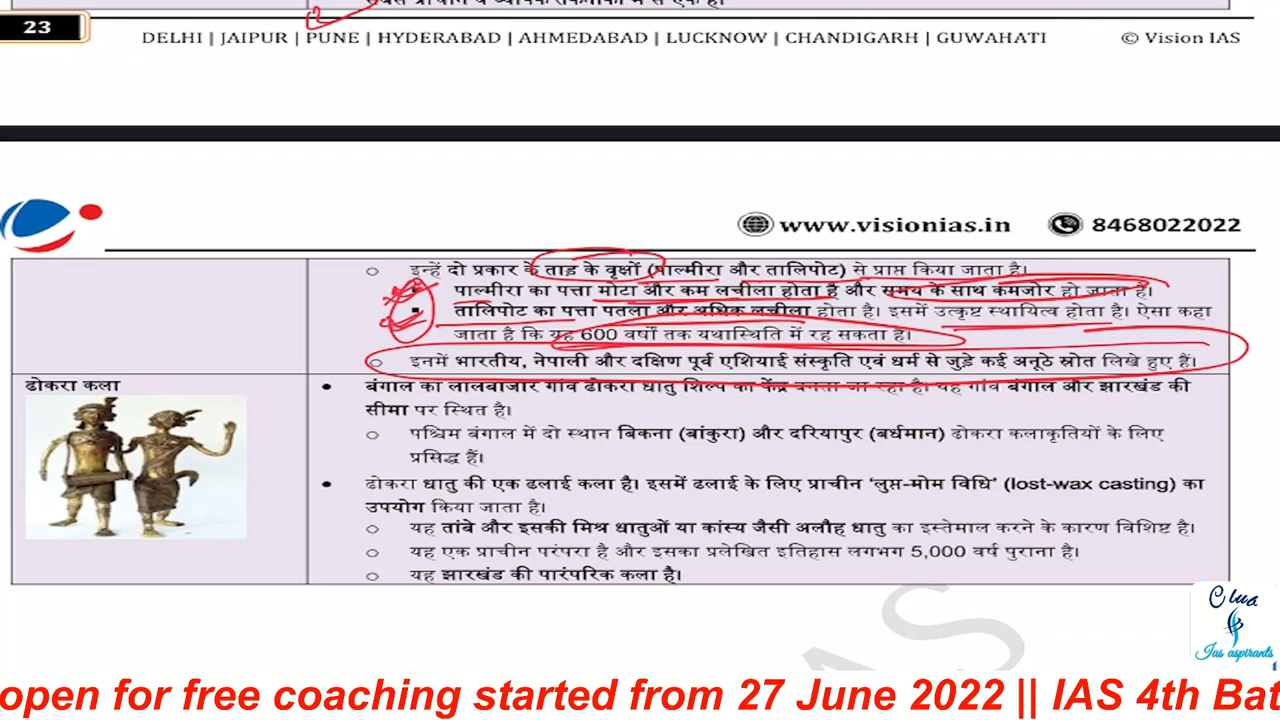 23
DELHI | JAIPUR | PUNE | HYDERABAD | AHMEDABAD | LUCKNOW | CHANDIGARH | GUWAHATI © Vision IAS
www.visionias.in 8468022022
इन्हें दो प्रकार के ताड़ के वृक्षों (पाल्मीरा और तालिपोट) से प्राप्त किया जाता है।
पाल्मीरा का पत्ता मोटा और कम लचीला होता है और समय के साथ कमजोर हो जाता है।
तालिपोट का पत्ता पतला और अधिक लचीला होता है। इसमें उत्कृष्ट स्थायित्व होता है। ऐसा कहा
जाता है कि यह 600 वर्षों तक यथास्थिति में रह सकता है।
इनमें भारतीय, नेपाली और दक्षिण पूर्व एशियाई संस्कृति एवं धर्म से जुड़े कई अनूठे स्रोत लिखे हुए हैं।
ढोकरा कला
बंगाल का लालबाजार गांव ढोकरा धातु शिल्प का केंद्र बनता जा रहा है। यह गांव बंगाल और झारखंड की
सीमा पर स्थित है।
पश्चिम बंगाल में दो स्थान बिकना (बांकुरा) और दरियापुर (बर्धमान) ढोकरा कलाकृतियों के लिए
प्रसिद्ध हैं।
ढोकरा धातु की एक ढलाई कला है। इसमें ढलाई के लिए प्राचीन 'लुप्त-मोम विधि' (lost-wax casting) का
उपयोग किया जाता है।
यह तांबे और इसकी मिश्र धातुओं या कांस्य जैसी अलौह धातु का इस्तेमाल करने के कारण विशिष्ट है।
यह एक प्राचीन परंपरा है और इसका प्रलेखित इतिहास लगभग 5,000 वर्ष पुराना है।
यह झारखंड की पारंपरिक कला है।
Clue
Ias aspirants
open for free coaching started from 27 June 2022 || IAS 4th Bat